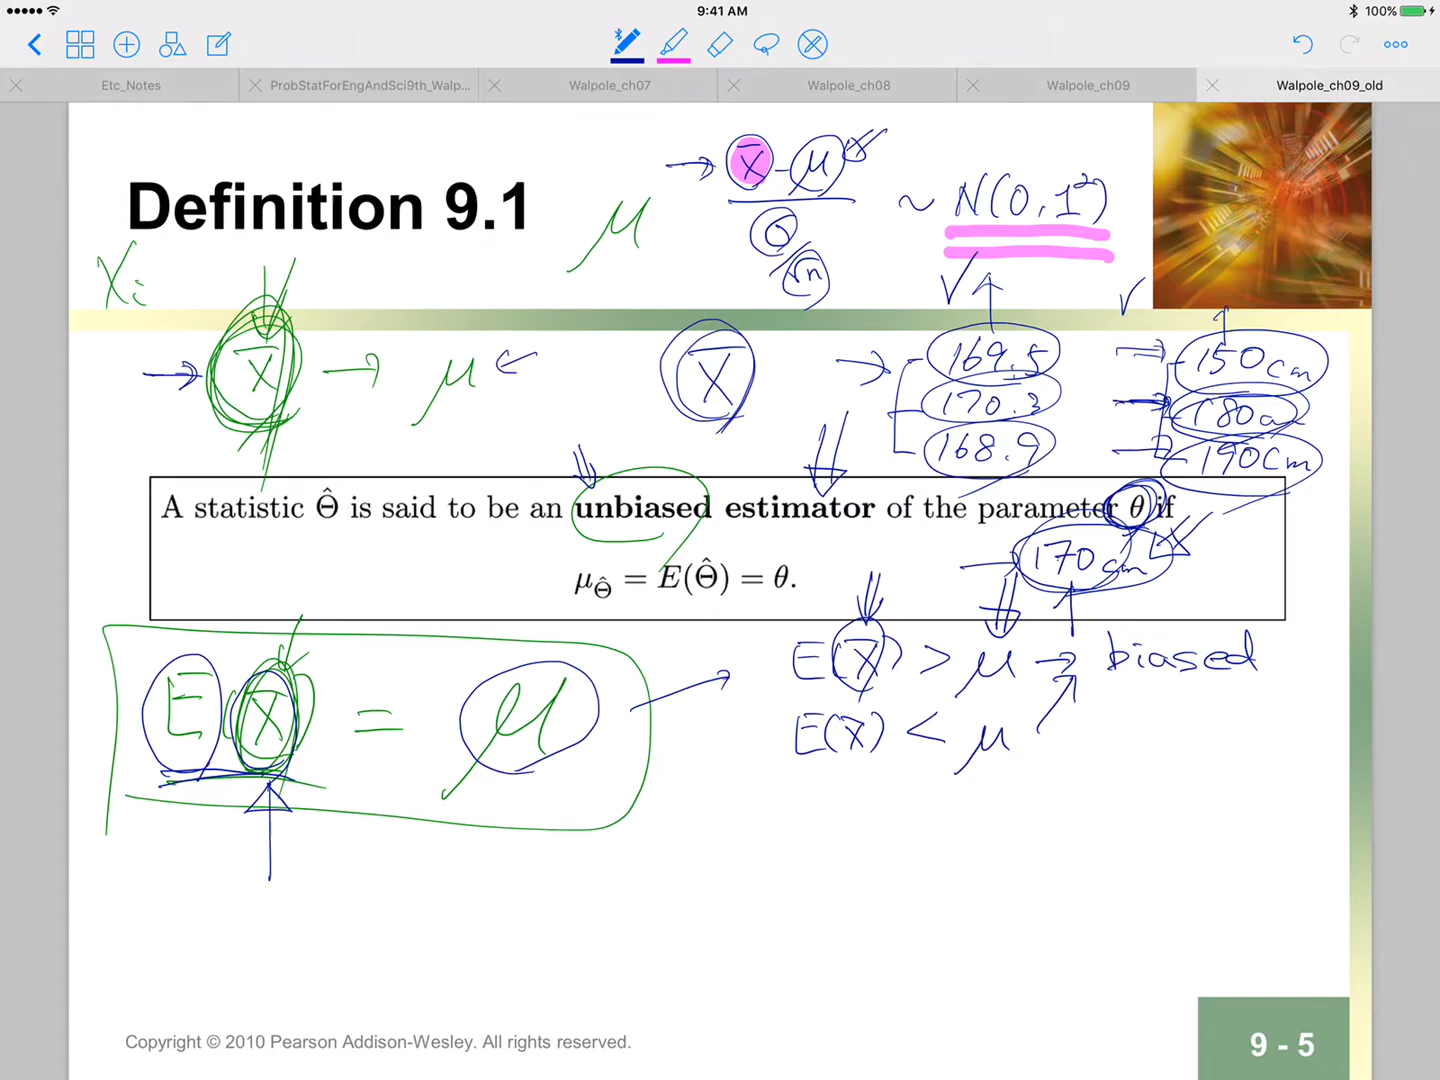 9:41 AM
100%
Etc_Notes
ProbStatForEngAndSci9th_Walp...
Walpole_ch07
Walpole_ch08
Walpole_ch09
Walpole_ch09_old
Definition 9.1
μ
X̄ - μ
σ/√n
~ N(0, 1²)
Xi
X̄ → μ
X̄
169.5
170.3
168.9
150cm
180cm
190cm
A statistic Θ̂ is said to be an unbiased estimator of the parameter θ if
μ_Θ̂ = E(Θ̂) = θ.
170cm
E(X̄) = μ
E(X̄) > μ → biased
E(X̄) < μ
Copyright © 2010 Pearson Addison-Wesley. All rights reserved.
9 - 5